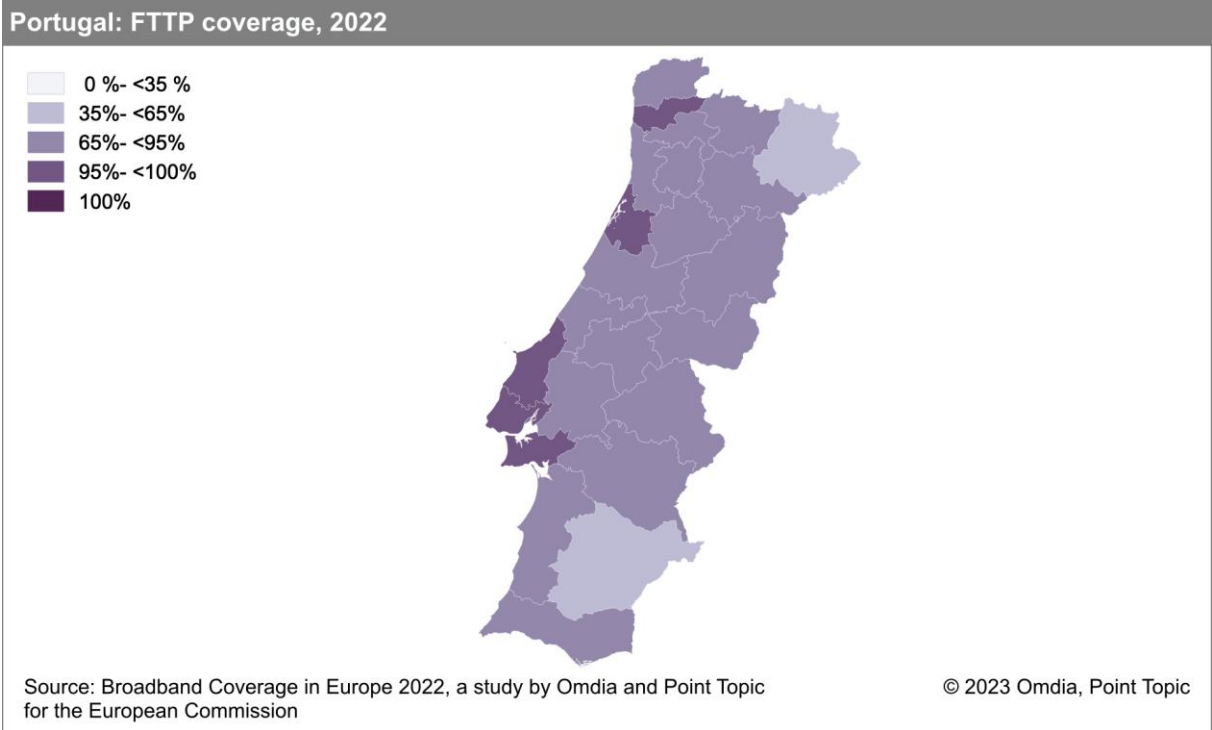 Portugal: FTTP coverage, 2022
0 %- <35 %
35%- <65%
65%- <95%
95%- <100%
100%
Source: Broadband Coverage in Europe 2022, a study by Omdia and Point Topic
for the European Commission
© 2023 Omdia, Point Topic